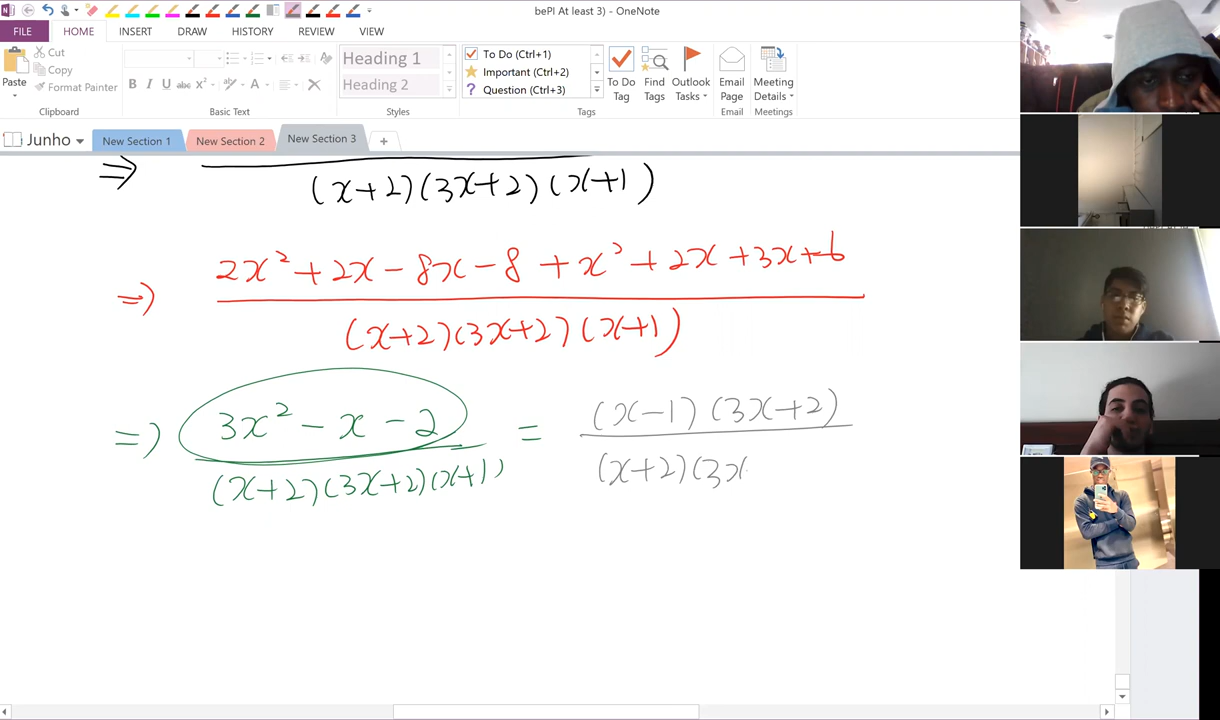 bePI At least 3) - OneNote
FILE HOME INSERT DRAW HISTORY REVIEW VIEW
Paste
Cut
Copy
Format Painter
Clipboard
B I U abc x² A
Basic Text
Heading 1
Heading 2
Styles
To Do (Ctrl+1)
Important (Ctrl+2)
? Question (Ctrl+3)
To Do Tag
Find Tags
Outlook Tasks
Tags
Email Page
Email
Meeting Details
Meetings
Junho New Section 1 New Section 2 New Section 3 +
⇒ (x+2)(3x+2)(x+1)
⇒ 2x² + 2x - 8x - 8 + x² + 2x + 3x + 6
(x+2)(3x+2)(x+1)
⇒ 3x² - x - 2 = (x-1)(3x+2)
(x+2)(3x+2)(x+1) (x+2)(3x